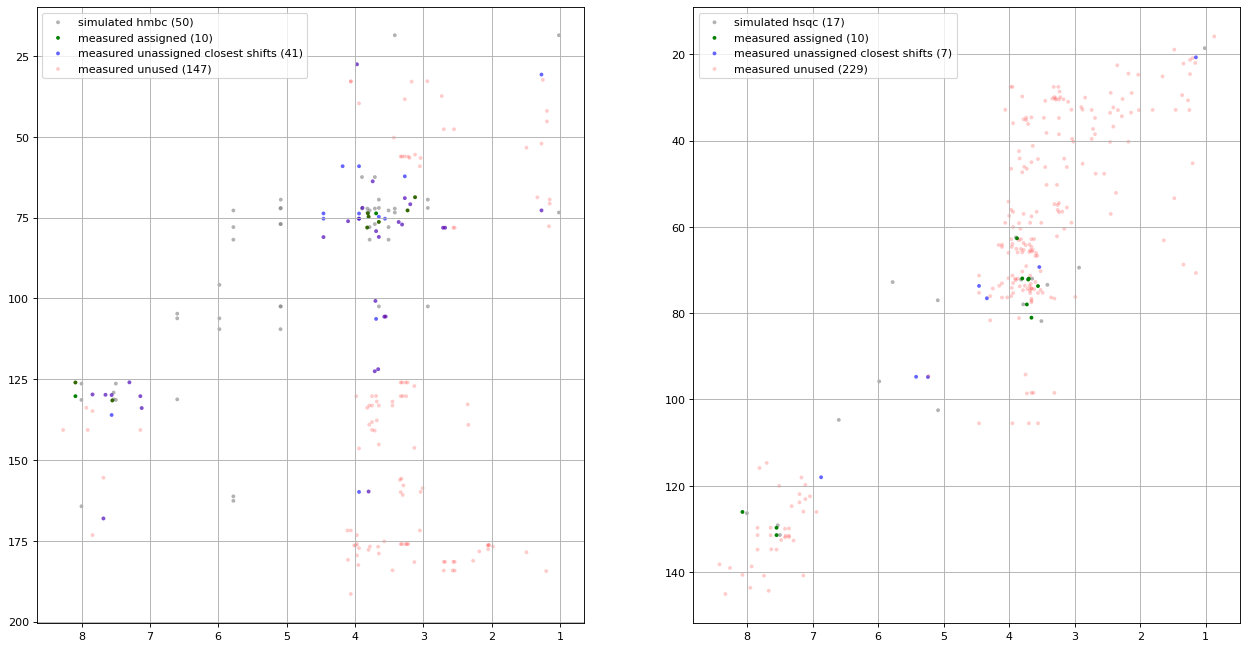 simulated hmbc (50)
measured assigned (10)
measured unassigned closest shifts (41)
measured unused (147)
25
50
75
100
125
150
175
200
8 7 6 5 4 3 2 1
simulated hsqc (17)
measured assigned (10)
measured unassigned closest shifts (7)
measured unused (229)
20
40
60
80
100
120
140
8 7 6 5 4 3 2 1